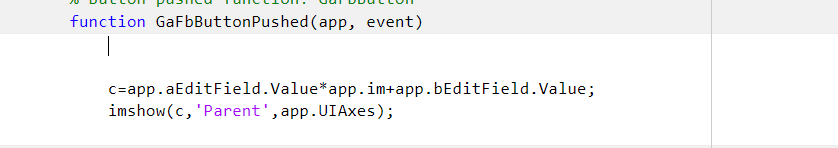 % Button pushed function: GaFbButton
function GaFbButtonPushed(app, event)
c=app.aEditField.Value*app.im+app.bEditField.Value;
imshow(c,'Parent',app.UIAxes);